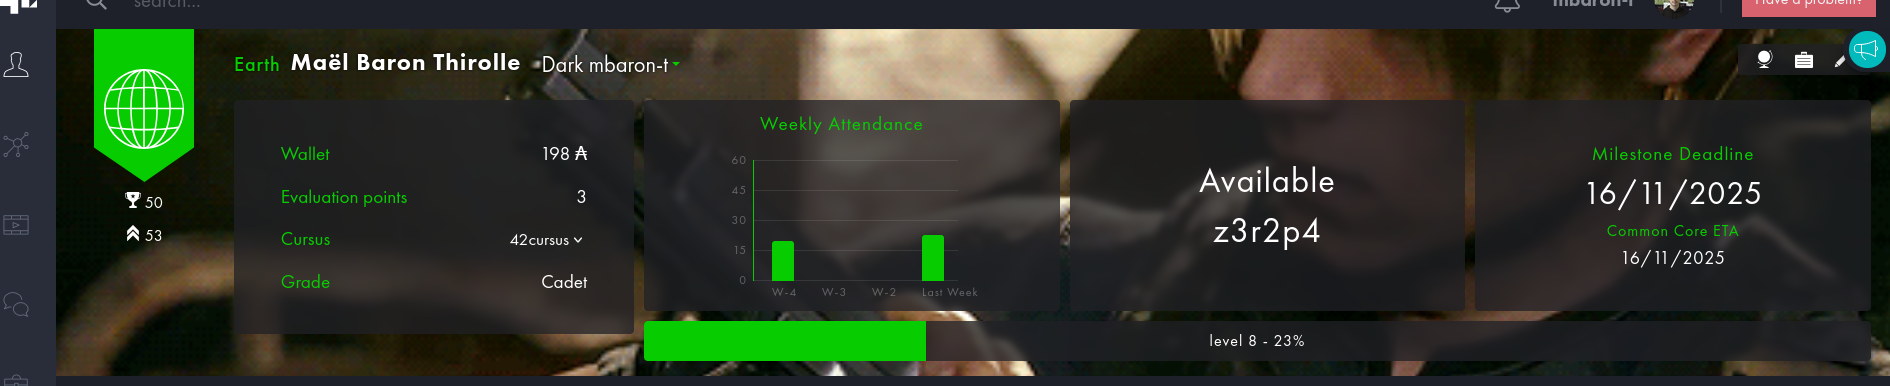 search...
mbaron-t
Have a problem?
Earth Maël Baron Thirolle Dark mbaron-t
50
53
Wallet 198 ₳
Evaluation points 3
Cursus 42cursus
Grade Cadet
Weekly Attendance
60
45
30
15
0
W-4 W-3 W-2 Last Week
Available
z3r2p4
Milestone Deadline
16/11/2025
Common Core ETA
16/11/2025
level 8 - 23%